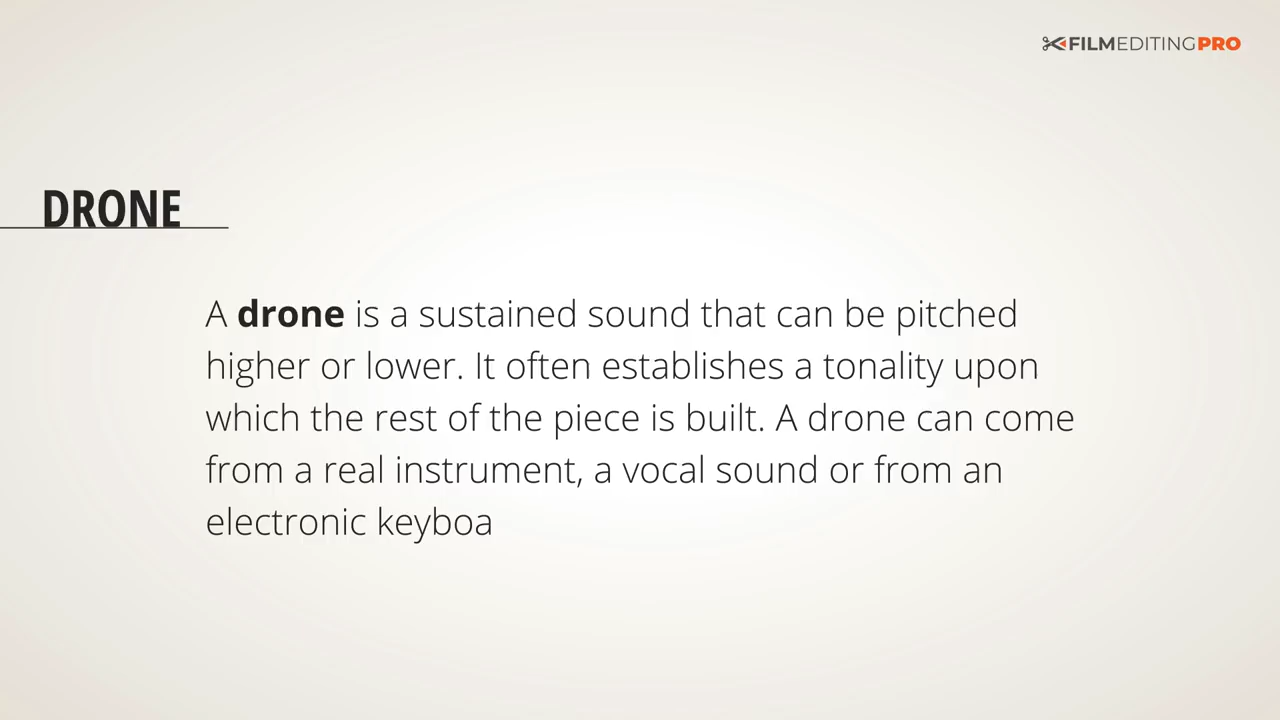 FILMEDITINGPRO
DRONE
A drone is a sustained sound that can be pitched
higher or lower. It often establishes a tonality upon
which the rest of the piece is built. A drone can come
from a real instrument, a vocal sound or from an
electronic keyboa